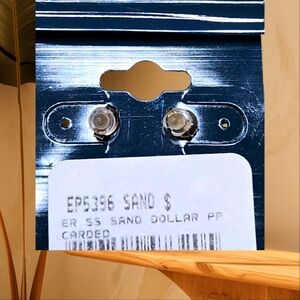 EP5396 SAND $
ER SS SAND DOLLAR PP
CARDED